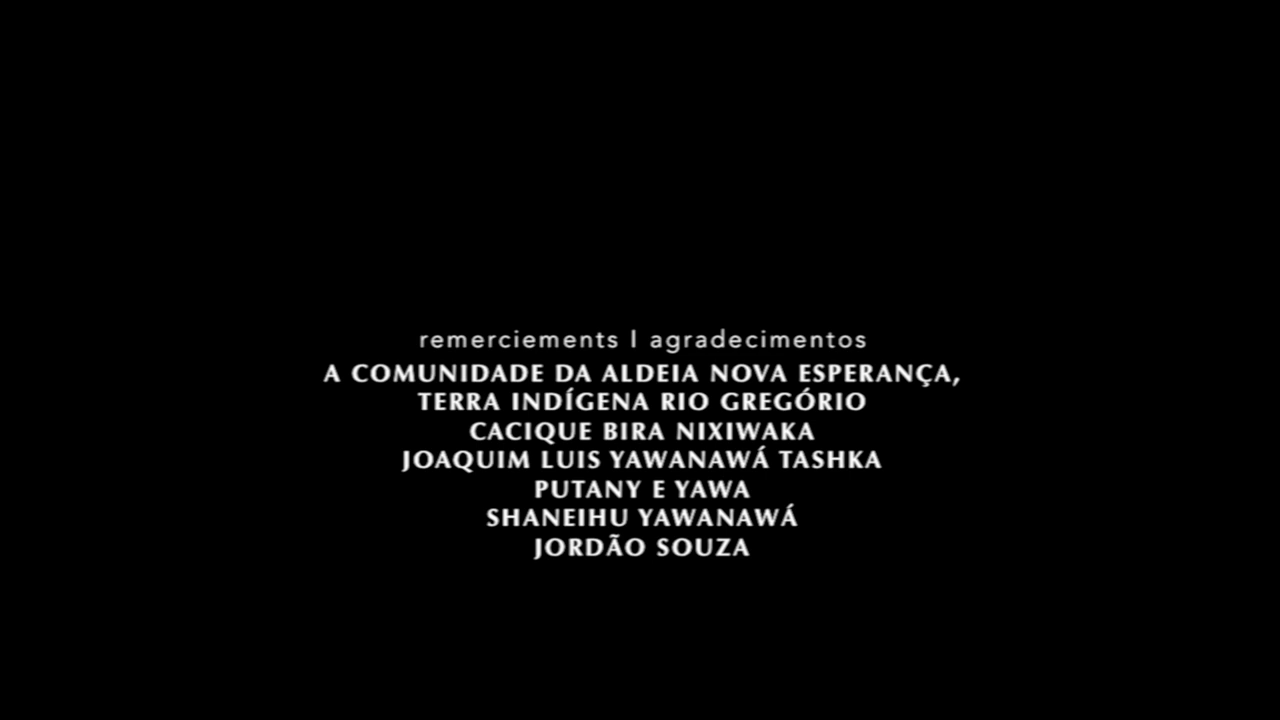 remerciements I agradecimentos
A COMUNIDADE DA ALDEIA NOVA ESPERANÇA,
TERRA INDÍGENA RIO GREGÓRIO
CACIQUE BIRA NIXIWAKA
JOAQUIM LUIS YAWANAWÁ TASHKA
PUTANY E YAWA
SHANEIHU YAWANAWÁ
JORDÃO SOUZA